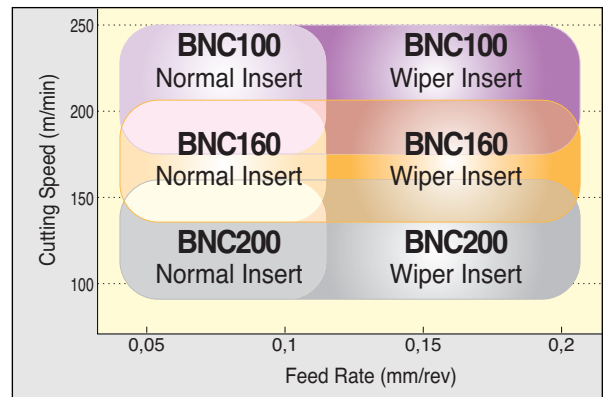 250
200
150
100
Cutting Speed (m/min)
BNC100
Normal Insert
BNC100
Wiper Insert
BNC160
Normal Insert
BNC160
Wiper Insert
BNC200
Normal Insert
BNC200
Wiper Insert
0,05
0,1
0,15
0,2
Feed Rate (mm/rev)